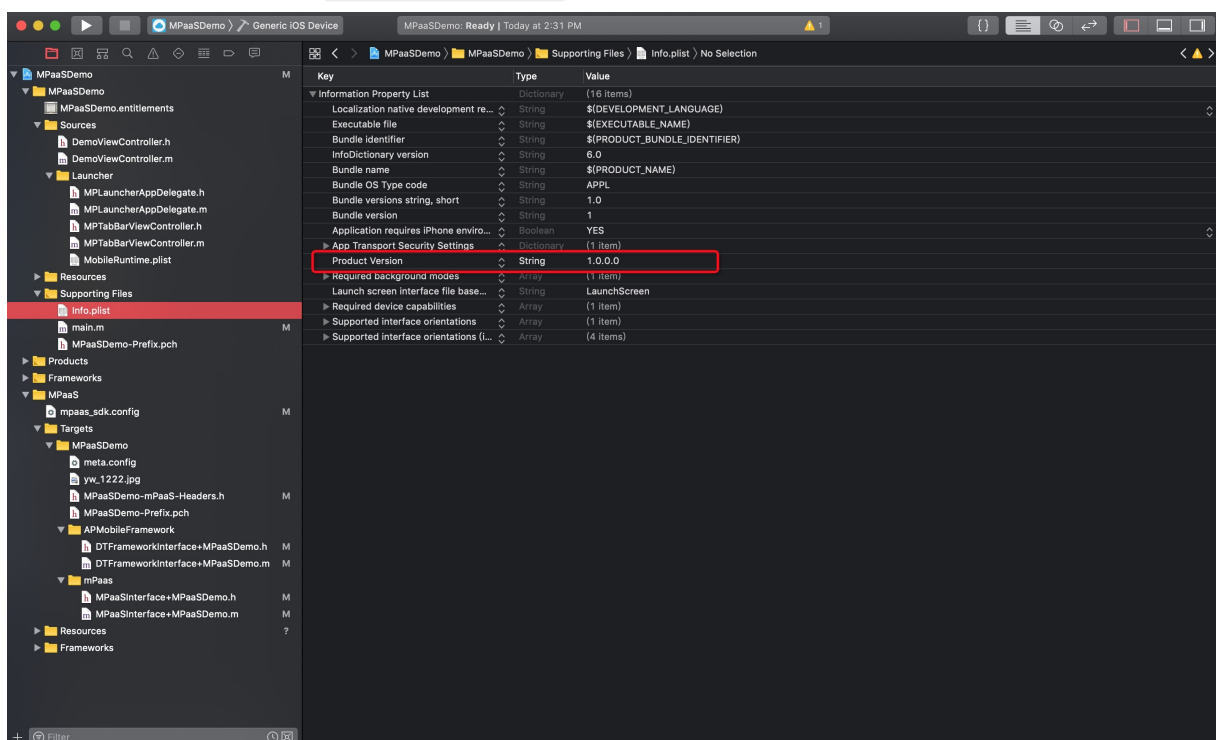 MPaaSDemo 〉 Generic iOS Device
MPaaSDemo: Ready | Today at 2:31 PM
1
{}
MPaaSDemo 〉 MPaaSDemo 〉 Supporting Files 〉 Info.plist 〉 No Selection
MPaaSDemo M
MPaaSDemo
MPaaSDemo.entitlements
Sources
h DemoViewController.h
m DemoViewController.m
Launcher
h MPLauncherAppDelegate.h
m MPLauncherAppDelegate.m
h MPTabBarViewController.h
m MPTabBarViewController.m
MobileRuntime.plist
Resources
Supporting Files
Info.plist
m main.m M
h MPaaSDemo-Prefix.pch
Products
Frameworks
MPaaS
mpaas_sdk.config M
Targets
MPaaSDemo
meta.config
yw_1222.jpg
h MPaaSDemo-mPaaS-Headers.h M
h MPaaSDemo-Prefix.pch
APMobileFramework
h DTFrameworkInterface+MPaaSDemo.h M
m DTFrameworkInterface+MPaaSDemo.m M
mPaas
h MPaaSInterface+MPaaSDemo.h M
m MPaaSInterface+MPaaSDemo.m M
Resources ?
Frameworks
Filter
Key Type Value
Information Property List Dictionary (16 items)
Localization native development re... String $(DEVELOPMENT_LANGUAGE)
Executable file String $(EXECUTABLE_NAME)
Bundle identifier String $(PRODUCT_BUNDLE_IDENTIFIER)
InfoDictionary version String 6.0
Bundle name String $(PRODUCT_NAME)
Bundle OS Type code String APPL
Bundle versions string, short String 1.0
Bundle version String 1
Application requires iPhone enviro... Boolean YES
App Transport Security Settings Dictionary (1 item)
Product Version String 1.0.0.0
Required background modes Array (1 item)
Launch screen interface file base... String LaunchScreen
Required device capabilities Array (1 item)
Supported interface orientations Array (1 item)
Supported interface orientations (i... Array (4 items)